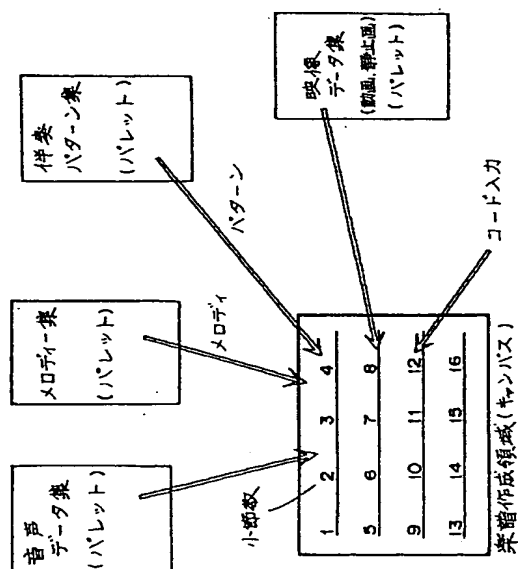 音声
データ集
(パレット)
メロディー集
(パレット)
伴奏
パターン集
(パレット)
映像
データ集
(動画、静止画)
(パレット)
メロディ
パターン
コード入力
小節数
1 2 3 4
5 6 7 8
9 10 11 12
13 14 15 16
楽譜作成領域(キャンバス)